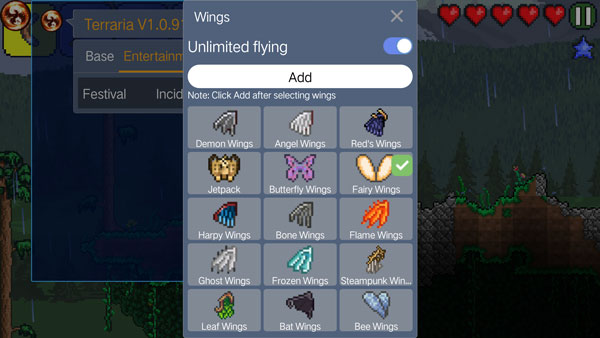 Terraria V1.0.91
Base Entertainm
Festival Incid
Wings
Unlimited flying
Add
Note: Click Add after selecting wings
Demon Wings Angel Wings Red's Wings
Jetpack Butterfly Wings Fairy Wings
Harpy Wings Bone Wings Flame Wings
Ghost Wings Frozen Wings Steampunk Win...
Leaf Wings Bat Wings Bee Wings